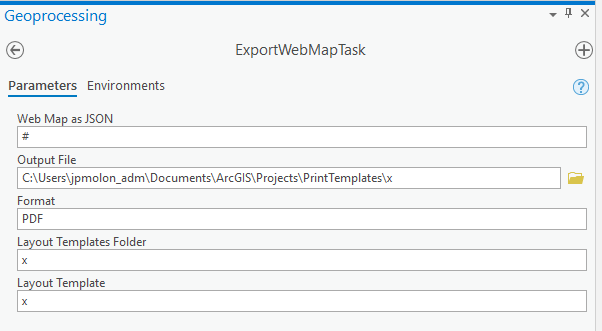 Geoprocessing
ExportWebMapTask
Parameters Environments
Web Map as JSON
#
Output File
C:\Users\jpmolon_adm\Documents\ArcGIS\Projects\PrintTemplates\x
Format
PDF
Layout Templates Folder
x
Layout Template
x